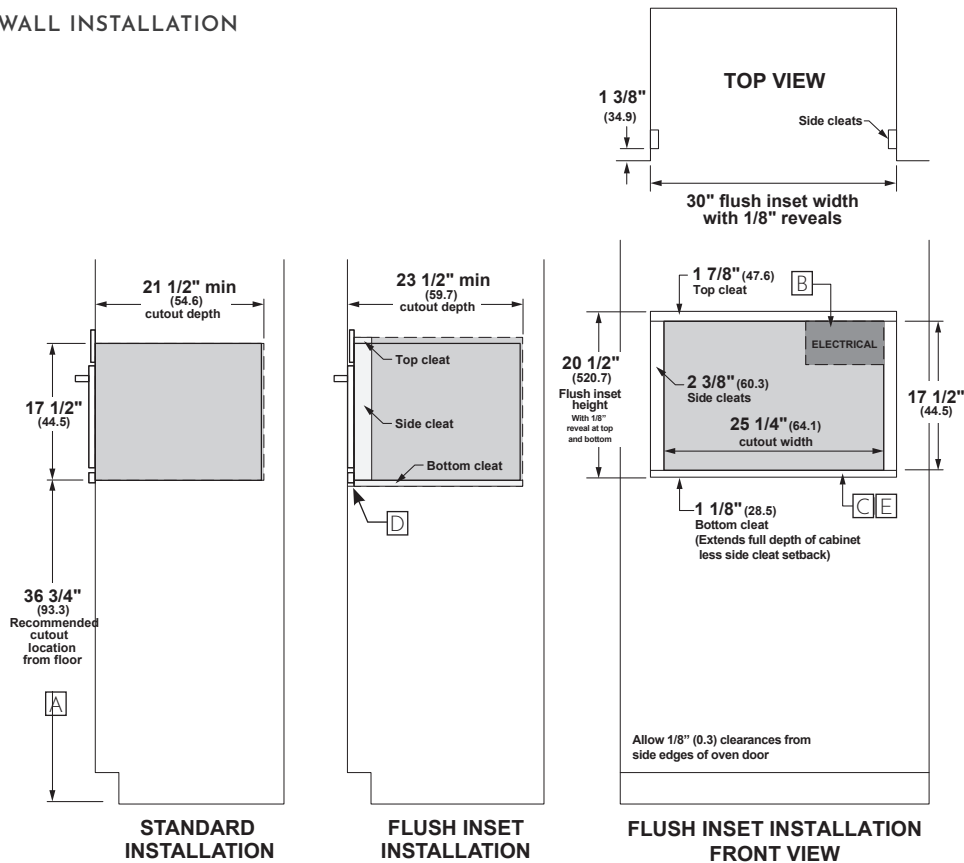 WALL INSTALLATION
TOP VIEW
1 3/8"
(34.9)
Side cleats
30" flush inset width
with 1/8" reveals
21 1/2" min
(54.6)
cutout depth
17 1/2"
(44.5)
36 3/4"
(93.3)
Recommended
cutout
location
from floor
A
STANDARD
INSTALLATION
23 1/2" min
(59.7)
cutout depth
Top cleat
Side cleat
Bottom cleat
D
FLUSH INSET
INSTALLATION
1 7/8" (47.6)
Top cleat
B
ELECTRICAL
20 1/2"
(520.7)
Flush inset
height
With 1/8”
reveal at top
and bottom
2 3/8" (60.3)
Side cleats
25 1/4" (64.1)
cutout width
17 1/2"
(44.5)
1 1/8" (28.5)
Bottom cleat
(Extends full depth of cabinet
less side cleat setback)
C E
Allow 1/8” (0.3) clearances from
side edges of oven door
FLUSH INSET INSTALLATION
FRONT VIEW